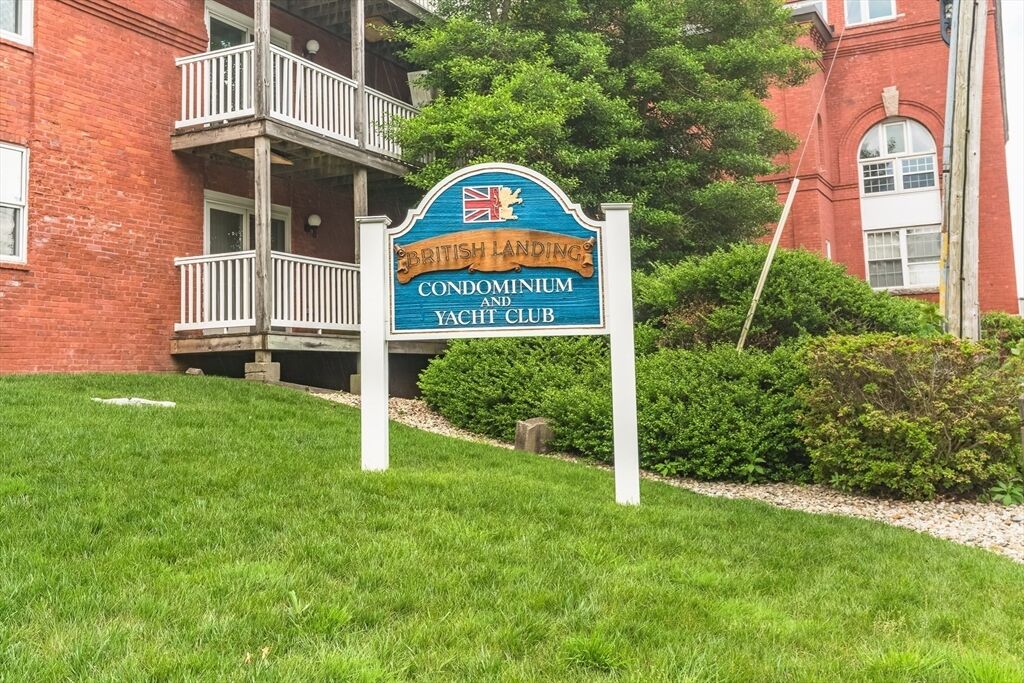 BRITISH LANDING
CONDOMINIUM
AND
YACHT CLUB